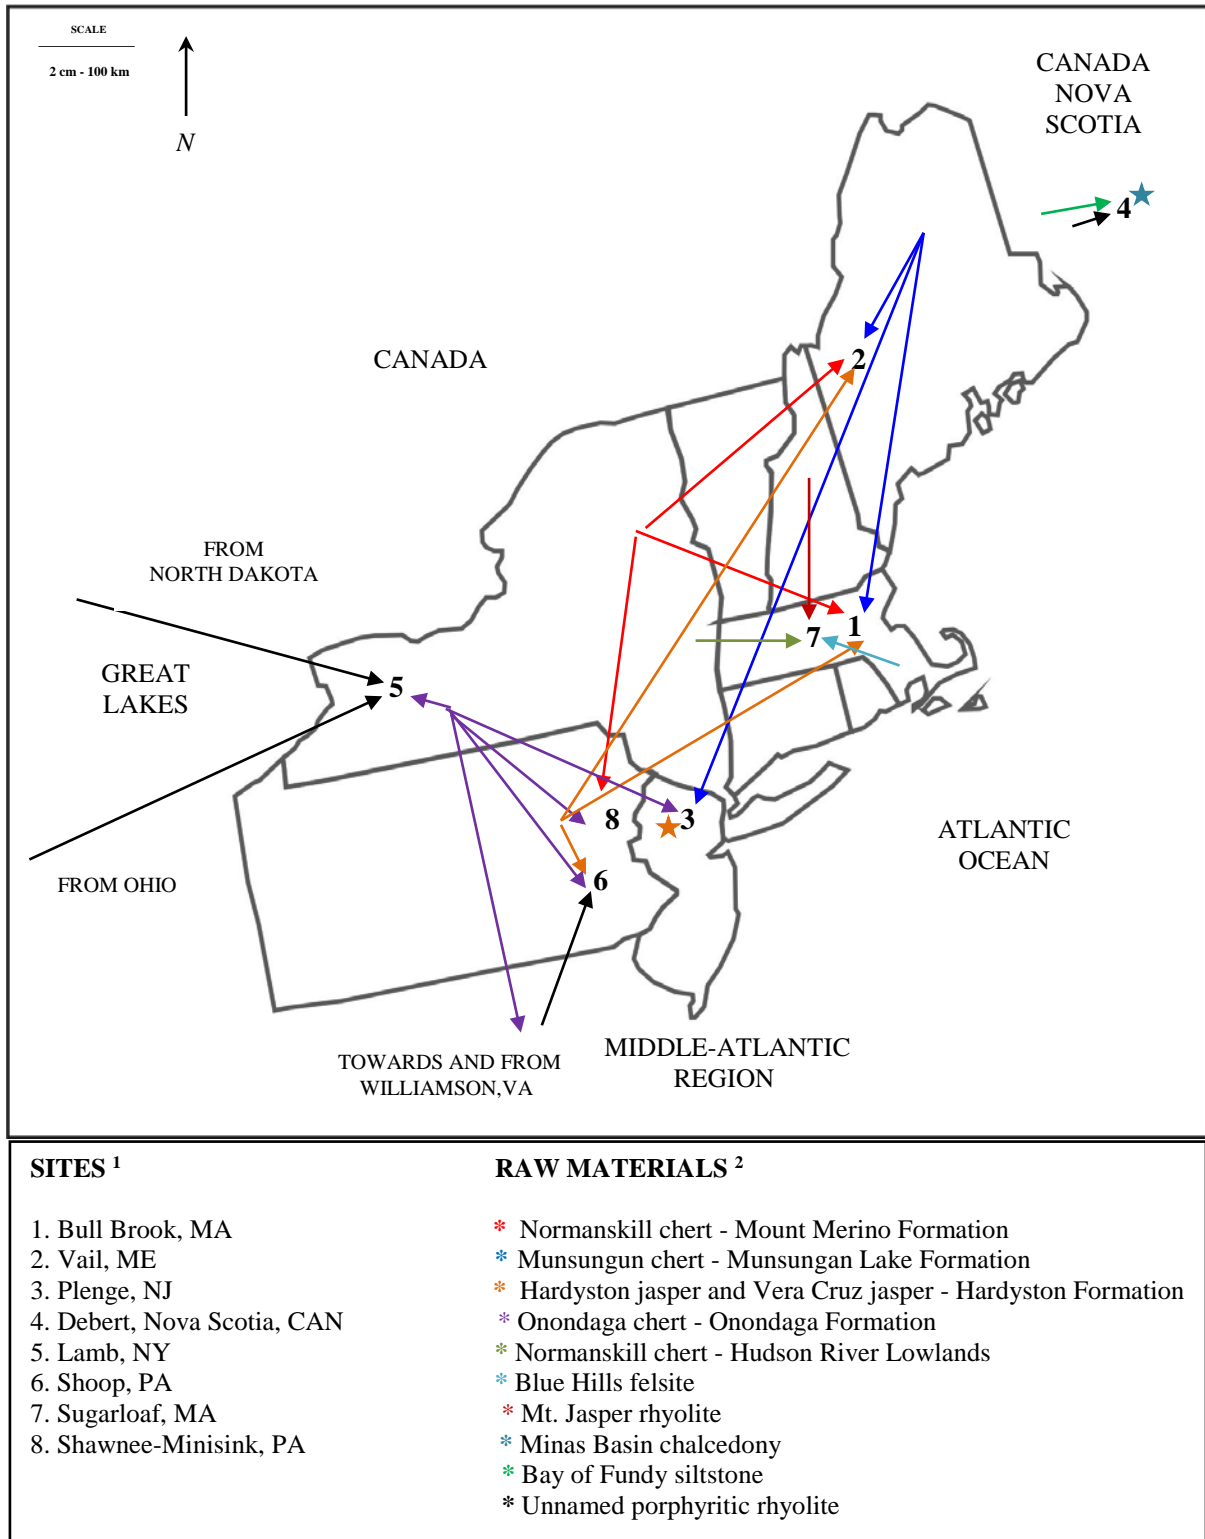 SCALE
2 cm - 100 km
N
CANADA
NOVA
SCOTIA
4
2
CANADA
FROM
NORTH DAKOTA
7
1
GREAT
LAKES
5
8
3
ATLANTIC
OCEAN
FROM OHIO
6
TOWARDS AND FROM
WILLIAMSON,VA
MIDDLE-ATLANTIC
REGION
SITES 1
1. Bull Brook, MA
2. Vail, ME
3. Plenge, NJ
4. Debert, Nova Scotia, CAN
5. Lamb, NY
6. Shoop, PA
7. Sugarloaf, MA
8. Shawnee-Minisink, PA
RAW MATERIALS 2
* Normanskill chert - Mount Merino Formation
* Munsungun chert - Munsungan Lake Formation
* Hardyston jasper and Vera Cruz jasper - Hardyston Formation
* Onondaga chert - Onondaga Formation
* Normanskill chert - Hudson River Lowlands
* Blue Hills felsite
* Mt. Jasper rhyolite
* Minas Basin chalcedony
* Bay of Fundy siltstone
* Unnamed porphyritic rhyolite